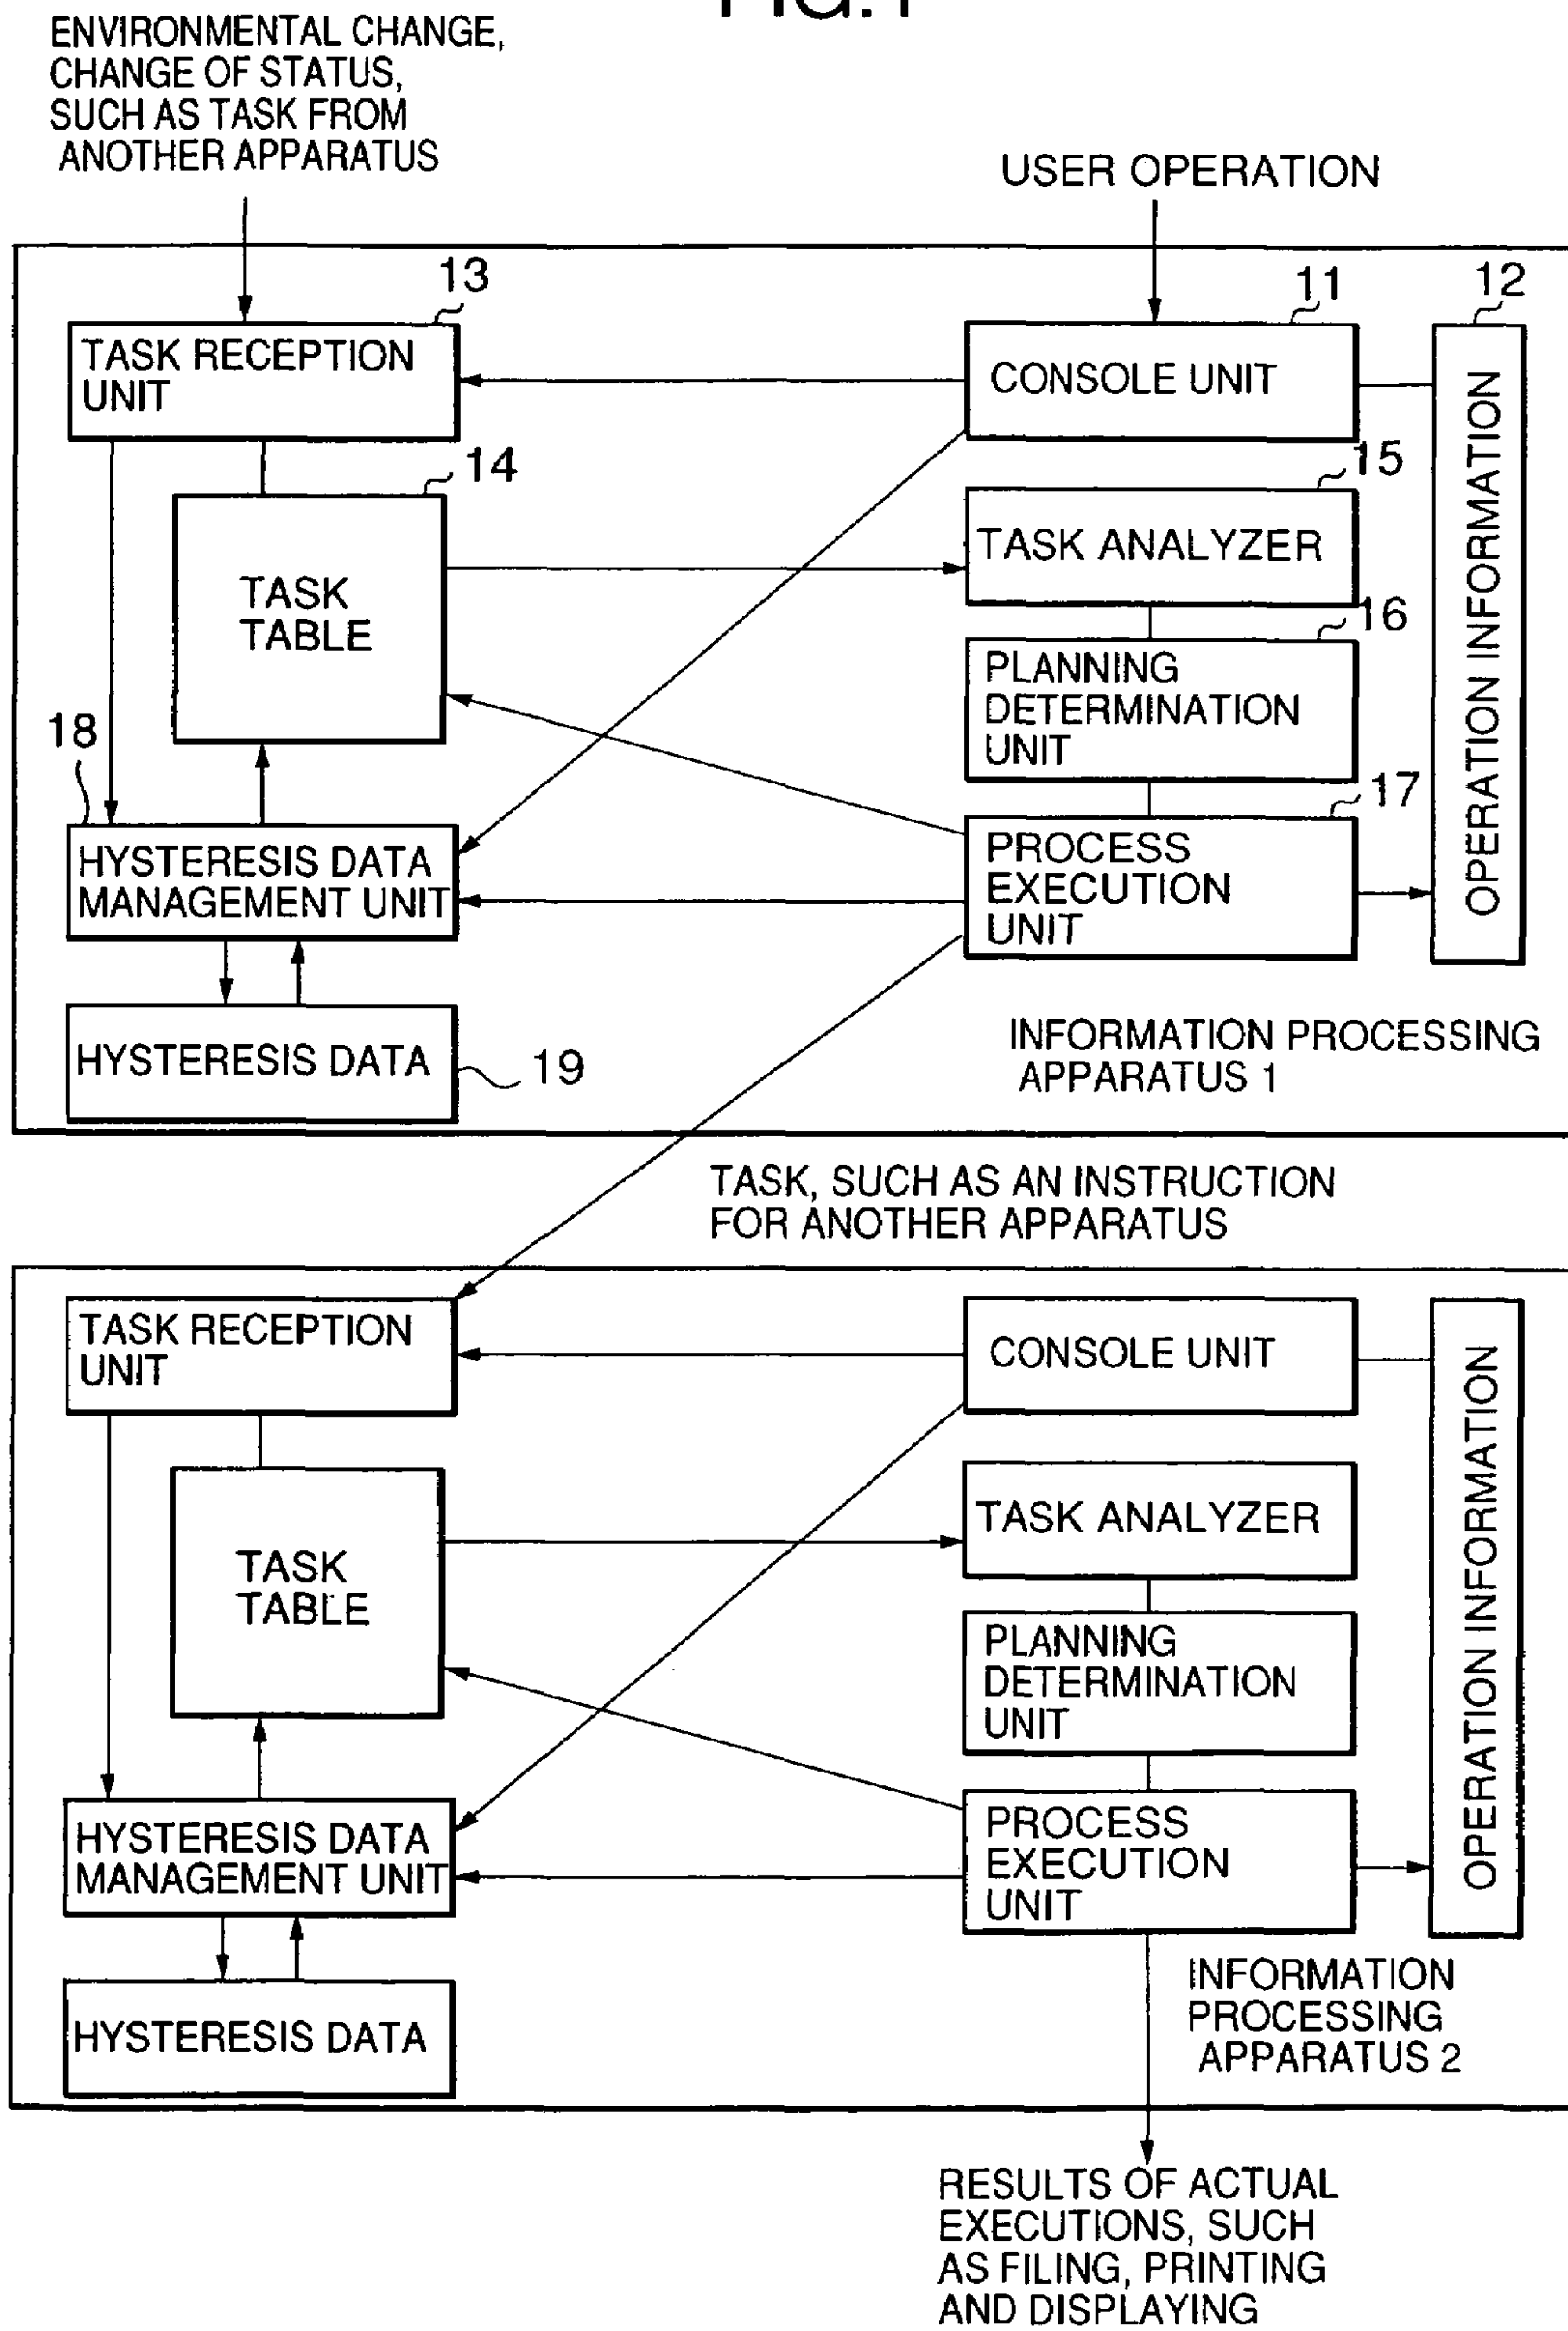 FIG.1
ENVIRONMENTAL CHANGE,
CHANGE OF STATUS,
SUCH AS TASK FROM
ANOTHER APPARATUS
USER OPERATION
13
TASK RECEPTION
UNIT
11
CONSOLE UNIT
12
OPERATION INFORMATION
14
TASK
TABLE
15
TASK ANALYZER
16
PLANNING
DETERMINATION
UNIT
17
PROCESS
EXECUTION
UNIT
18
HYSTERESIS DATA
MANAGEMENT UNIT
HYSTERESIS DATA
19
INFORMATION PROCESSING
APPARATUS 1
TASK, SUCH AS AN INSTRUCTION
FOR ANOTHER APPARATUS
TASK RECEPTION
UNIT
CONSOLE UNIT
OPERATION INFORMATION
TASK
TABLE
TASK ANALYZER
PLANNING
DETERMINATION
UNIT
PROCESS
EXECUTION
UNIT
HYSTERESIS DATA
MANAGEMENT UNIT
HYSTERESIS DATA
INFORMATION
PROCESSING
APPARATUS 2
RESULTS OF ACTUAL
EXECUTIONS, SUCH
AS FILING, PRINTING
AND DISPLAYING